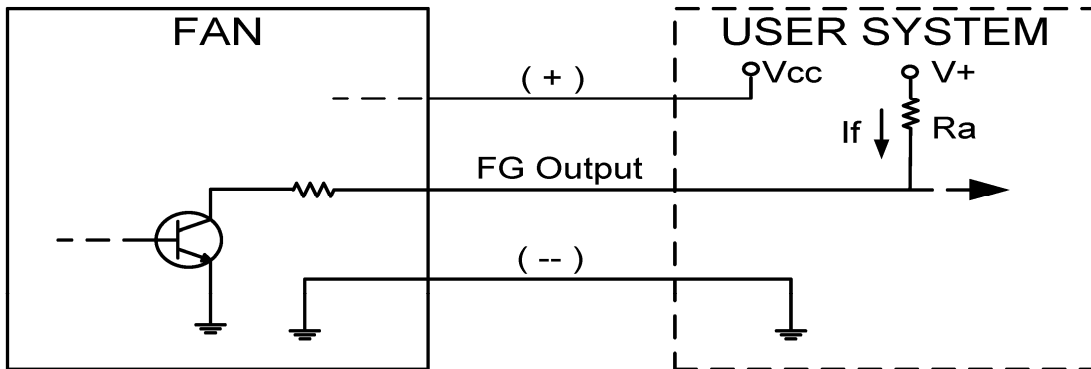 FAN
USER SYSTEM
( + )
Vcc
V+
If
Ra
FG Output
( -- )